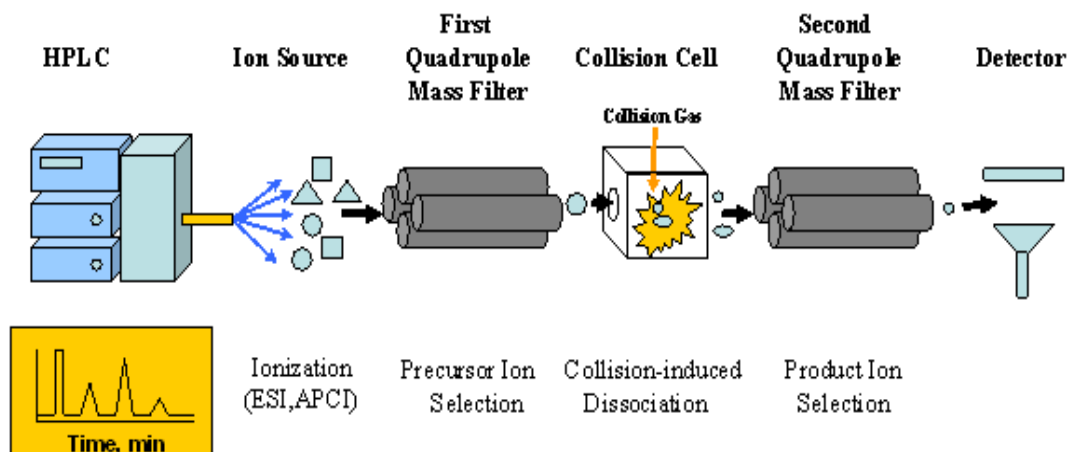 HPLC
Ion Source
First
Quadrupole
Mass Filter
Collision Cell
Second
Quadrupole
Mass Filter
Detector
Collision Gas
Ionization
(ESI,APCI)
Precursor Ion
Selection
Collision-induced
Dissociation
Product Ion
Selection
Time, min